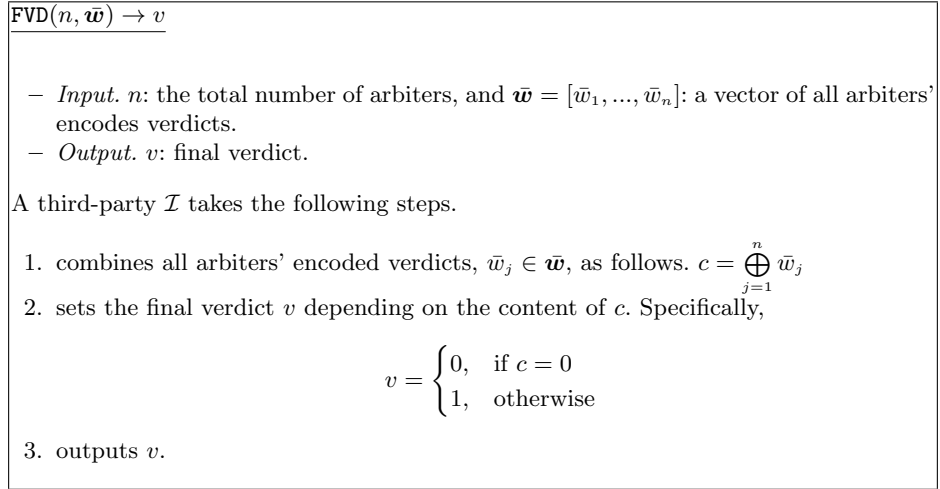 FVD(n, w̄) → v
– Input. n: the total number of arbiters, and w̄ = [w̄₁, ..., w̄ₙ]: a vector of all arbiters’
encodes verdicts.
– Output. v: final verdict.
A third-party ℐ takes the following steps.
1. combines all arbiters’ encoded verdicts, w̄ⱼ ∈ w̄, as follows. c = ⊕ⁿⱼ₌₁ w̄ⱼ
2. sets the final verdict v depending on the content of c. Specifically,
v = { 0, if c = 0
1, otherwise
3. outputs v.